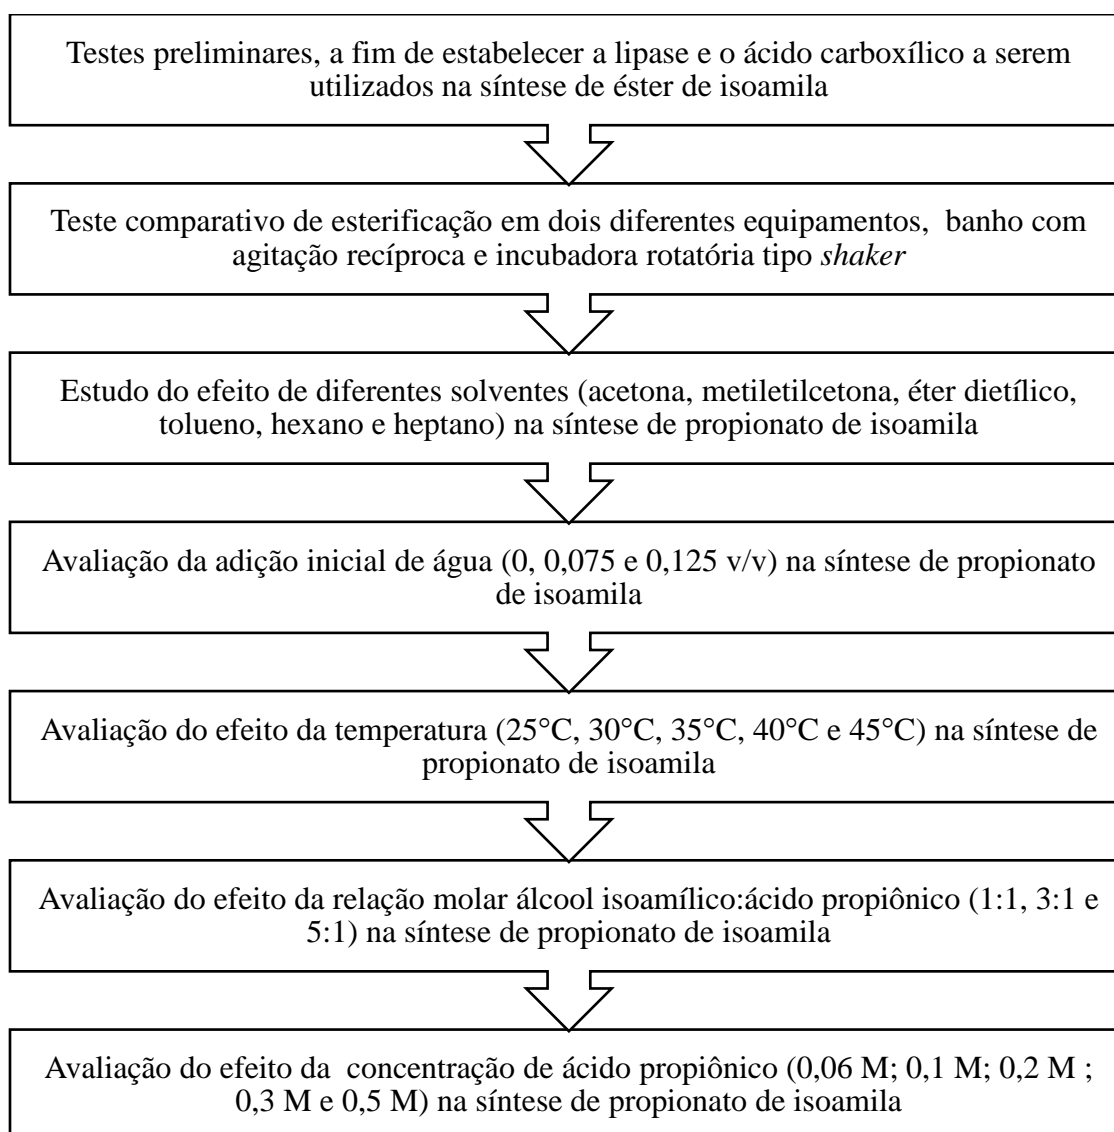 Testes preliminares, a fim de estabelecer a lipase e o ácido carboxílico a serem
utilizados na síntese de éster de isoamila
Teste comparativo de esterificação em dois diferentes equipamentos, banho com
agitação recíproca e incubadora rotatória tipo shaker
Estudo do efeito de diferentes solventes (acetona, metiletilcetona, éter dietílico,
tolueno, hexano e heptano) na síntese de propionato de isoamila
Avaliação da adição inicial de água (0, 0,075 e 0,125 v/v) na síntese de propionato
de isoamila
Avaliação do efeito da temperatura (25°C, 30°C, 35°C, 40°C e 45°C) na síntese de
propionato de isoamila
Avaliação do efeito da relação molar álcool isoamílico:ácido propiônico (1:1, 3:1 e
5:1) na síntese de propionato de isoamila
Avaliação do efeito da concentração de ácido propiônico (0,06 M; 0,1 M; 0,2 M ;
0,3 M e 0,5 M) na síntese de propionato de isoamila